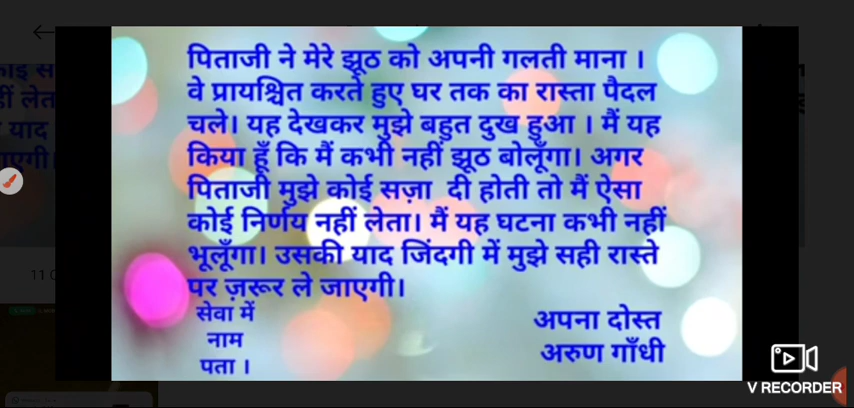 पिताजी ने मेरे झूठ को अपनी गलती माना ।
वे प्रायश्चित करते हुए घर तक का रास्ता पैदल
चले। यह देखकर मुझे बहुत दुख हुआ । मैं यह
किया हूँ कि मैं कभी नहीं झूठ बोलूँगा। अगर
पिताजी मुझे कोई सज़ा दी होती तो मैं ऐसा
कोई निर्णय नहीं लेता। मैं यह घटना कभी नहीं
भूलूँगा। उसकी याद जिंदगी में मुझे सही रास्ते
पर ज़रूर ले जाएगी।
सेवा में
नाम
पता ।
अपना दोस्त
अरुण गाँधी
V RECORDER